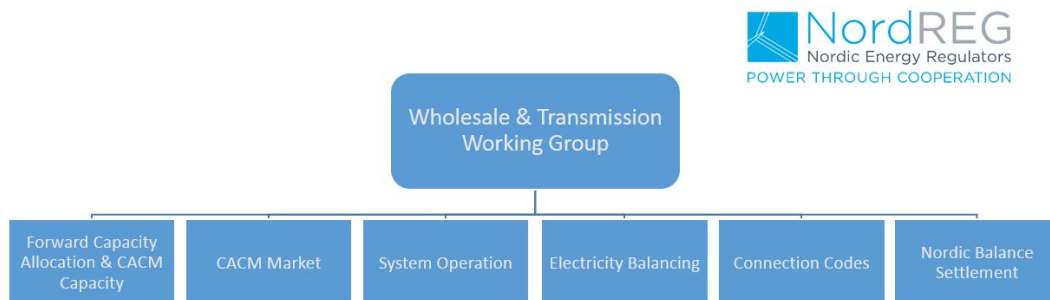 NordREG
Nordic Energy Regulators
POWER THROUGH COOPERATION
Wholesale & Transmission
Working Group
Forward Capacity
Allocation & CACM
Capacity
CACM Market
System Operation
Electricity Balancing
Connection Codes
Nordic Balance
Settlement